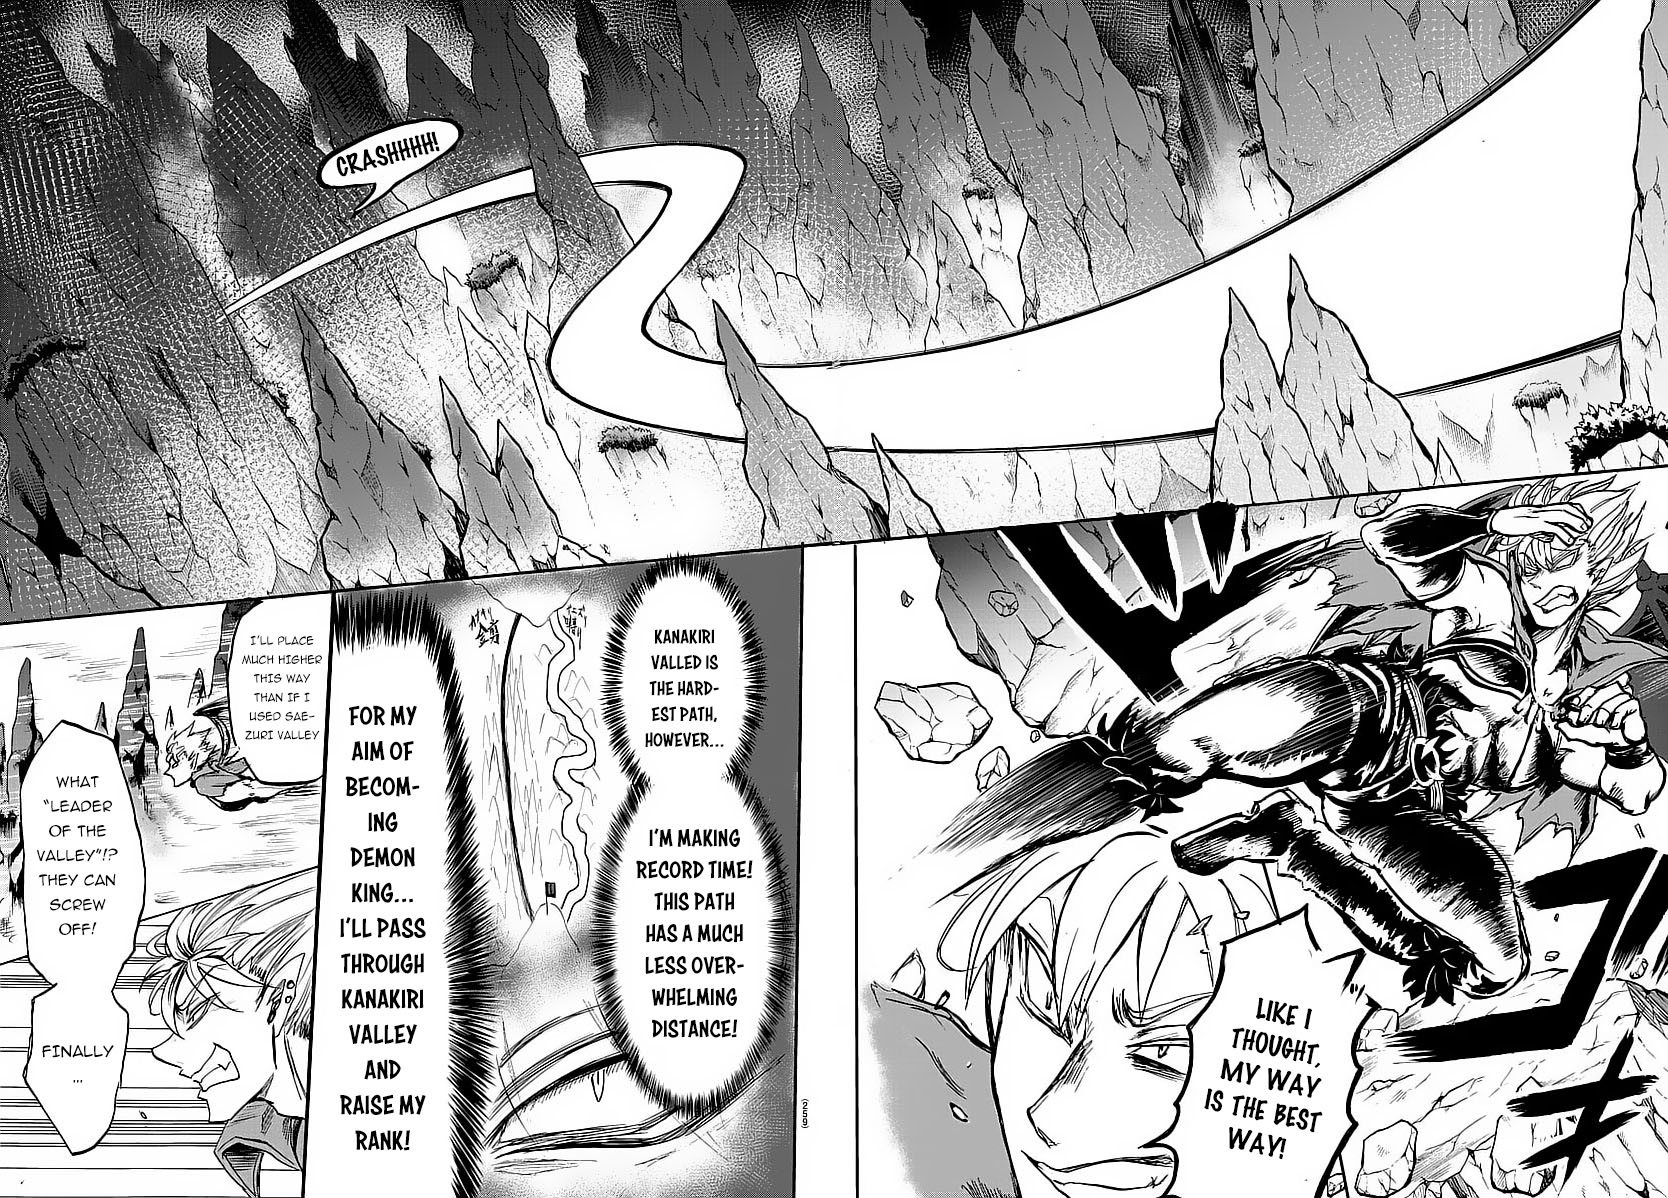 CRASHHHH!
LIKE I
THOUGHT,
MY WAY
IS THE BEST
WAY!
KANAKIRI
VALLED IS
THE HARD-
EST PATH,
HOWEVER...
I'M MAKING
RECORD TIME!
THIS PATH
HAS A MUCH
LESS OVER-
WHELMING
DISTANCE!
FOR MY
AIM OF
BECOM-
ING
DEMON
KING...
I'LL PASS
THROUGH
KANAKIRI
VALLEY
AND
RAISE MY
RANK!
I'LL PLACE
MUCH HIGHER
THIS WAY
THAN IF I
USED SAE-
ZURI VALLEY
WHAT
"LEADER
OF THE
VALLEY"!?
THEY CAN
SCREW
OFF!
FINALLY
...
(259)